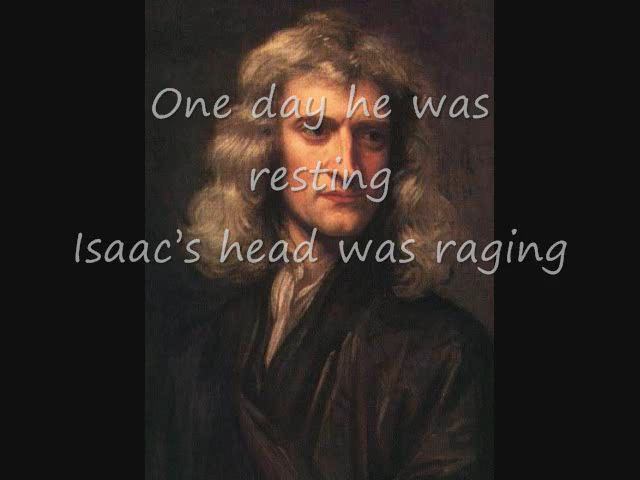 One day he was
resting
Isaac’s head was raging